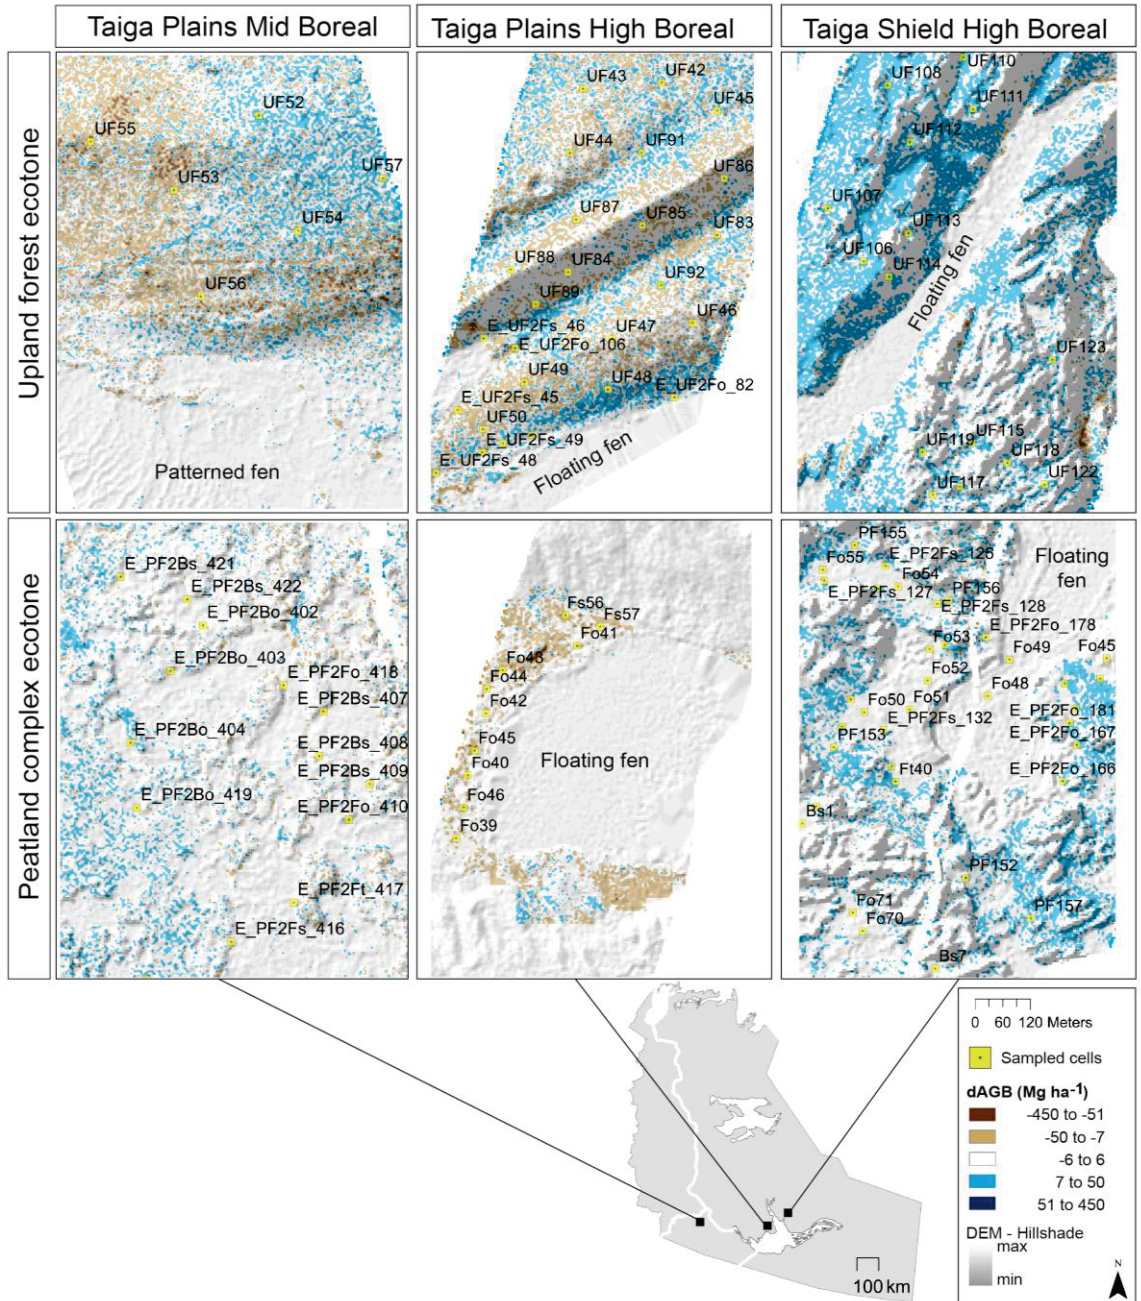 Taiga Plains Mid Boreal
Taiga Plains High Boreal
Taiga Shield High Boreal
Upland forest ecotone
UF52
UF55
UF57
UF53
UF54
UF56
Patterned fen
UF43
UF42
UF45
UF44
UF91
UF86
UF87
UF85
UF83
UF88
UF84
UF92
UF89
UF46
E_UF2Fs_46
UF47
E_UF2Fo_106
UF49
UF48
E_UF2Fo_82
E_UF2Fs_45
UF50
E_UF2Fs_49
E_UF2Fs_48
Floating fen
UF110
UF108
UF111
UF112
UF107
UF113
UF106
UF114
Floating fen
UF123
UF115
UF119
UF118
UF122
UF117
Peatland complex ecotone
E_PF2Bs_421
E_PF2Bs_422
E_PF2Bo_402
E_PF2Bo_403
E_PF2Fo_418
E_PF2Bs_407
E_PF2Bo_404
E_PF2Bs_408
E_PF2Bs_409
E_PF2Bo_419
E_PF2Fo_410
E_PF2Ft_417
E_PF2Fs_416
Fs56
Fs57
Fo41
Fo43
Fo44
Fo42
Fo45
Fo40
Fo46
Fo39
Floating fen
PF155
Fo55
E_PF2Fs_126
Floating
fen
Fo54
E_PF2Fs_127
PF156
E_PF2Fs_128
E_PF2Fo_178
Fo53
Fo49
Fo45
Fo52
Fo50
Fo51
Fo48
E_PF2Fs_132
E_PF2Fo_181
PF153
E_PF2Fo_167
Ft40
E_PF2Fo_166
Bs1
PF152
Fo71
PF157
Fo70
Bs7
0 60 120 Meters
Sampled cells
dAGB (Mg ha-1)
-450 to -51
-50 to -7
-6 to 6
7 to 50
51 to 450
DEM - Hillshade
max
min
N
100 km